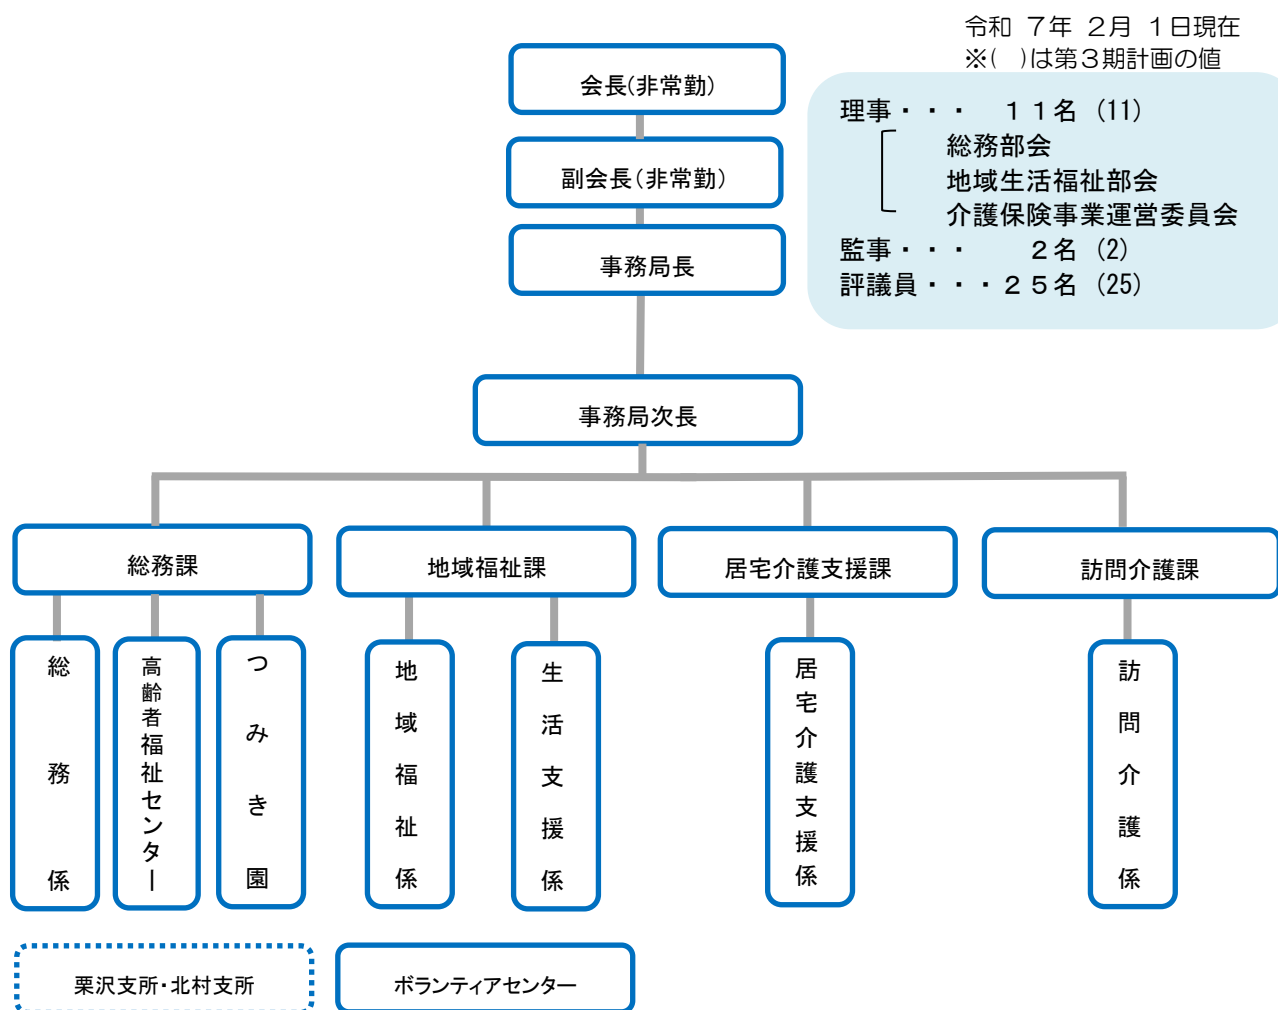 令和 7年 2月 1日現在
※( )は第3期計画の値
会長(非常勤)
副会長(非常勤)
事務局長
理事・・・ 11名 (11)
総務部会
地域生活福祉部会
介護保険事業運営委員会
監事・・・ 2名 (2)
評議員・・・25名 (25)
事務局次長
総務課
地域福祉課
居宅介護支援課
訪問介護課
総務係
高齢者福祉センター
つみき園
地域福祉係
生活支援係
居宅介護支援係
訪問介護係
栗沢支所・北村支所
ボランティアセンター